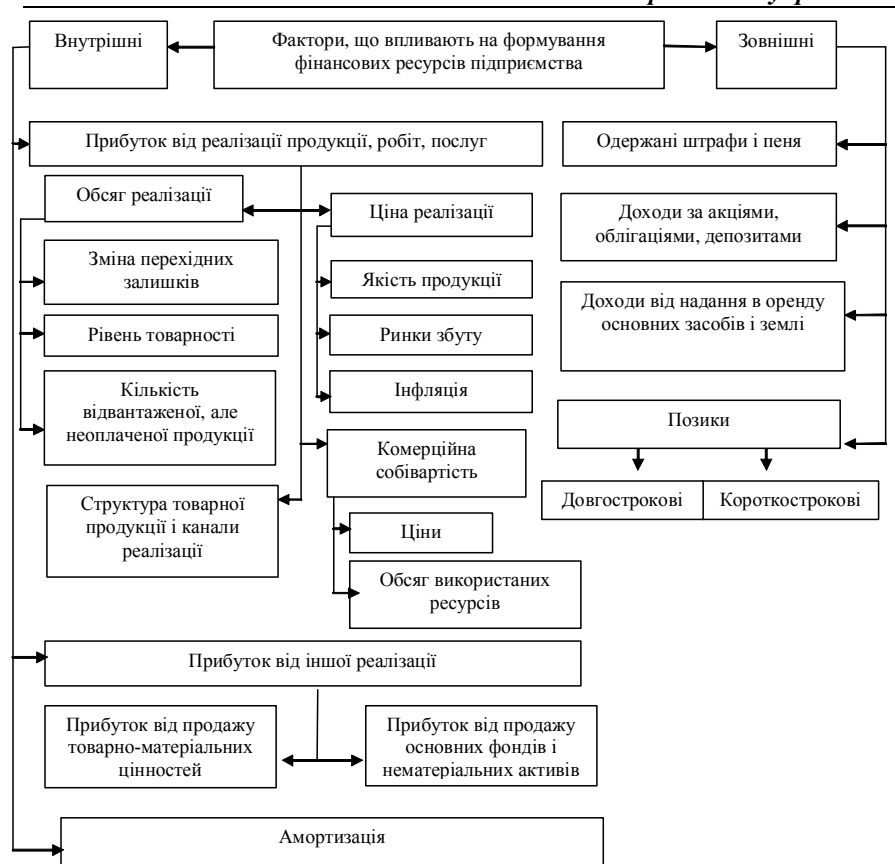 Внутрішні
Фактори, що впливають на формування
фінансових ресурсів підприємства
Зовнішні
Прибуток від реалізації продукції, робіт, послуг
Обсяг реалізації
Ціна реалізації
Зміна перехідних
залишків
Якість продукції
Рівень товарності
Ринки збуту
Кількість
відвантаженої, але
неоплаченої продукції
Інфляція
Комерційна
собівартість
Структура товарної
продукції і канали
реалізації
Ціни
Обсяг використаних
ресурсів
Одержані штрафи і пеня
Доходи за акціями,
облігаціями, депозитами
Доходи від надання в оренду
основних засобів і землі
Позики
Довгострокові
Короткострокові
Прибуток від іншої реалізації
Прибуток від продажу
товарно-матеріальних
цінностей
Прибуток від продажу
основних фондів і
нематеріальних активів
Амортизація